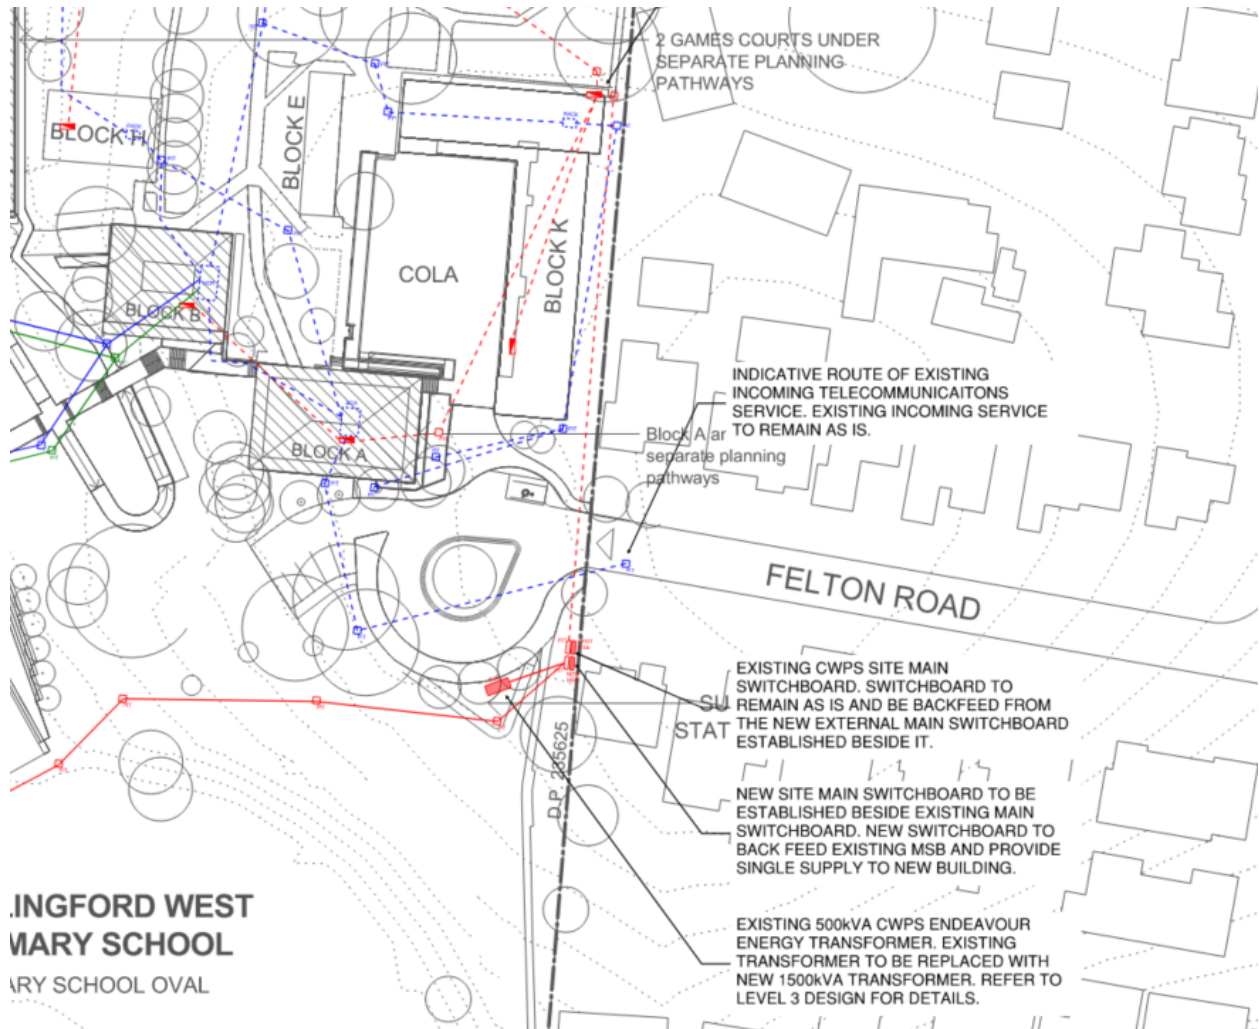 2 GAMES COURTS UNDER
SEPARATE PLANNING
PATHWAYS
BLOCK H
BLOCK E
COLA
BLOCK K
BLOCK B
BLOCK A
INDICATIVE ROUTE OF EXISTING
INCOMING TELECOMMUNICAITONS
SERVICE. EXISTING INCOMING SERVICE
TO REMAIN AS IS.
Block A ar
separate planning
pathways
FELTON ROAD
EXISTING CWPS SITE MAIN
SWITCHBOARD. SWITCHBOARD TO
REMAIN AS IS AND BE BACKFEED FROM
THE NEW EXTERNAL MAIN SWITCHBOARD
ESTABLISHED BESIDE IT.
SU
STAT
D.P. 235625
NEW SITE MAIN SWITCHBOARD TO BE
ESTABLISHED BESIDE EXISTING MAIN
SWITCHBOARD. NEW SWITCHBOARD TO
BACK FEED EXISTING MSB AND PROVIDE
SINGLE SUPPLY TO NEW BUILDING.
EXISTING 500kVA CWPS ENDEAVOUR
ENERGY TRANSFORMER. EXISTING
TRANSFORMER TO BE REPLACED WITH
NEW 1500kVA TRANSFORMER. REFER TO
LEVEL 3 DESIGN FOR DETAILS.
LINGFORD WEST
MARY SCHOOL
ARY SCHOOL OVAL